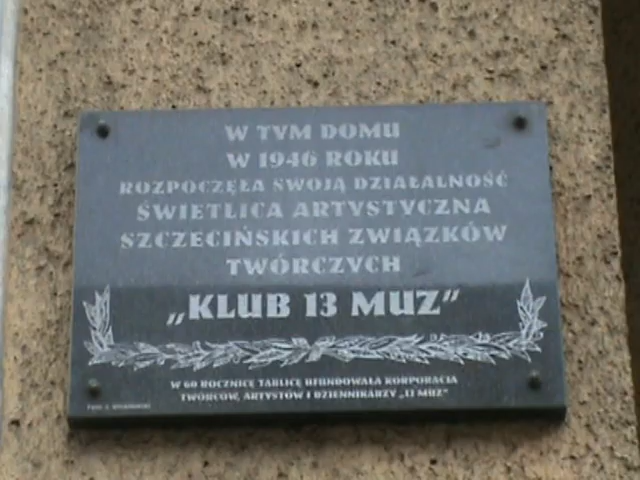 W TYM DOMU
W 1946 ROKU
ROZPOCZĘŁA SWOJĄ DZIAŁALNOŚĆ
ŚWIETLICA ARTYSTYCZNA
SZCZECIŃSKICH ZWIĄZKÓW
TWÓRCZYCH
„KLUB 13 MUZ”
W 60 ROCZNICĘ TABLICĘ UFUNDOWAŁA KORPORACJA
TWÓRCÓW, ARTYSTÓW I DZIENNIKARZY „13 MUZ”